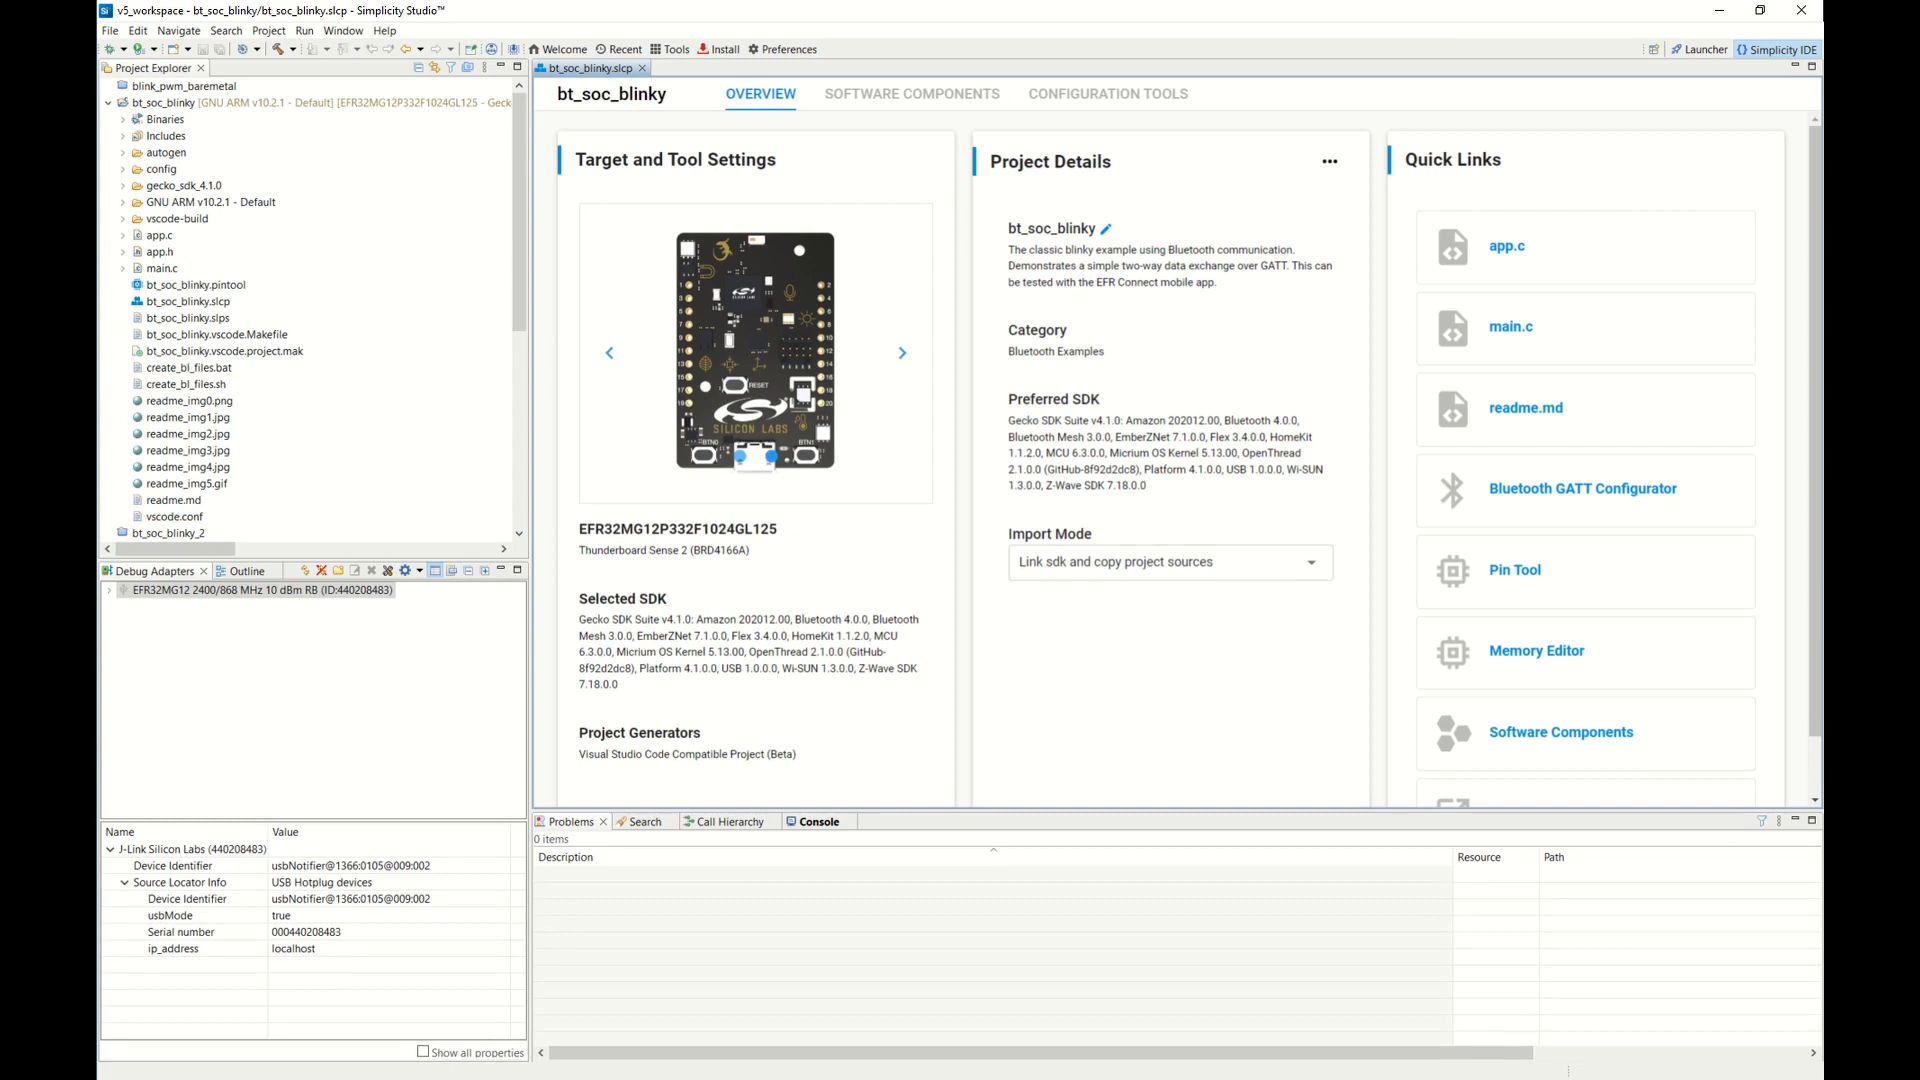 v5_workspace - bt_soc_blinky/bt_soc_blinky.slcp - Simplicity Studio™
File Edit Navigate Search Project Run Window Help
Welcome Recent Tools Install Preferences
Launcher Simplicity IDE
Project Explorer
blink_pwm_baremetal
bt_soc_blinky [GNU ARM v10.2.1 - Default] [EFR32MG12P332F1024GL125 - Geck
Binaries
Includes
autogen
config
gecko_sdk_4.1.0
GNU ARM v10.2.1 - Default
vscode-build
app.c
app.h
main.c
bt_soc_blinky.pintool
bt_soc_blinky.slcp
bt_soc_blinky.slps
bt_soc_blinky.vscode.Makefile
bt_soc_blinky.vscode.project.mak
create_bl_files.bat
create_bl_files.sh
readme_img0.png
readme_img1.jpg
readme_img2.jpg
readme_img3.jpg
readme_img4.jpg
readme_img5.gif
readme.md
vscode.conf
bt_soc_blinky_2
Debug Adapters Outline
EFR32MG12 2400/868 MHz 10 dBm RB (ID:440208483)
Name Value
J-Link Silicon Labs (440208483)
Device Identifier usbNotifier@1366:0105@009:002
Source Locator Info USB Hotplug devices
Device Identifier usbNotifier@1366:0105@009:002
usbMode true
Serial number 000440208483
ip_address localhost
Show all properties
bt_soc_blinky.slcp
bt_soc_blinky OVERVIEW SOFTWARE COMPONENTS CONFIGURATION TOOLS
Target and Tool Settings
RESET
SILICON LABS
BTN0 BTN1
EFR32MG12P332F1024GL125
Thunderboard Sense 2 (BRD4166A)
Selected SDK
Gecko SDK Suite v4.1.0: Amazon 202012.00, Bluetooth 4.0.0, Bluetooth
Mesh 3.0.0, EmberZNet 7.1.0.0, Flex 3.4.0.0, HomeKit 1.1.2.0, MCU
6.3.0.0, Micrium OS Kernel 5.13.00, OpenThread 2.1.0.0 (GitHub-
8f92d2dc8), Platform 4.1.0.0, USB 1.0.0.0, Wi-SUN 1.3.0.0, Z-Wave SDK
7.18.0.0
Project Generators
Visual Studio Code Compatible Project (Beta)
Project Details
bt_soc_blinky
The classic blinky example using Bluetooth communication.
Demonstrates a simple two-way data exchange over GATT. This can
be tested with the EFR Connect mobile app.
Category
Bluetooth Examples
Preferred SDK
Gecko SDK Suite v4.1.0: Amazon 202012.00, Bluetooth 4.0.0,
Bluetooth Mesh 3.0.0, EmberZNet 7.1.0.0, Flex 3.4.0.0, HomeKit
1.1.2.0, MCU 6.3.0.0, Micrium OS Kernel 5.13.00, OpenThread
2.1.0.0 (GitHub-8f92d2dc8), Platform 4.1.0.0, USB 1.0.0.0, Wi-SUN
1.3.0.0, Z-Wave SDK 7.18.0.0
Import Mode
Link sdk and copy project sources
Quick Links
app.c
main.c
readme.md
Bluetooth GATT Configurator
Pin Tool
Memory Editor
Software Components
Problems Search Call Hierarchy Console
0 items
Description Resource Path